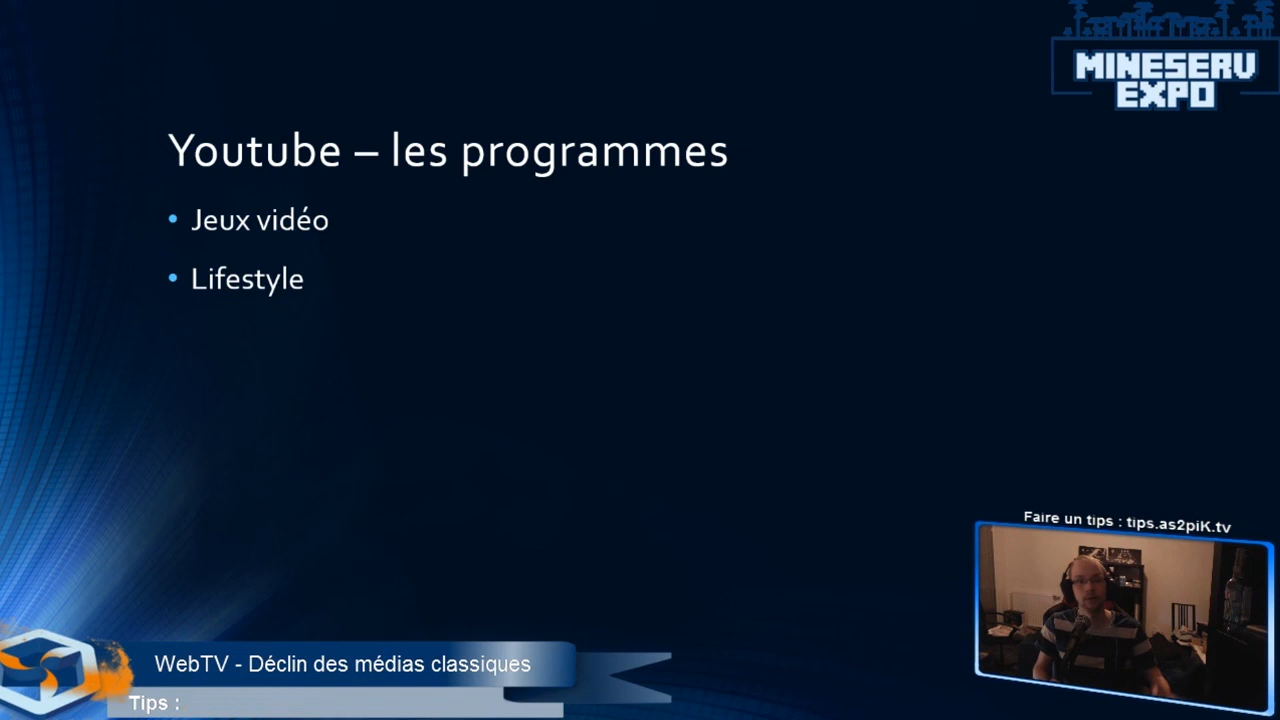 MINESERV
EXPO
Youtube – les programmes
• Jeux vidéo
• Lifestyle
Faire un tips : tips.as2piK.tv
WebTV - Déclin des médias classiques
Tips :